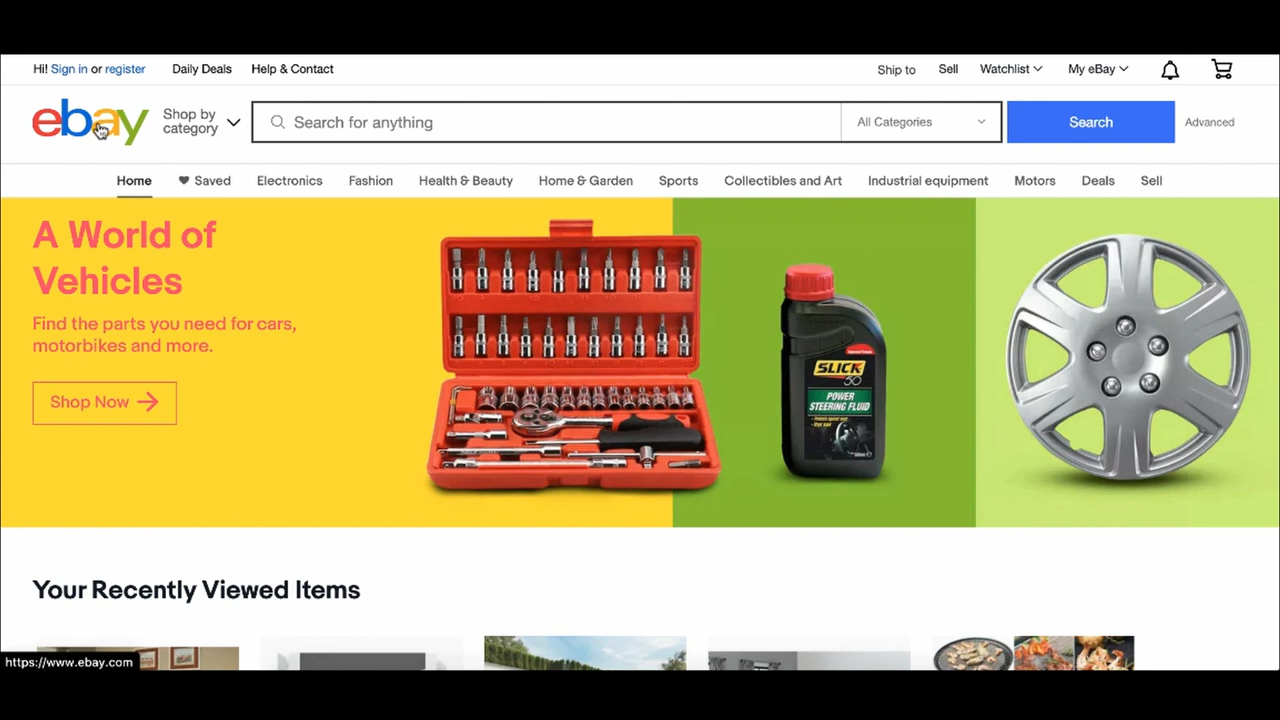 Hi! Sign in or register Daily Deals Help & Contact Ship to Sell Watchlist My eBay
ebay Shop by category Search for anything All Categories Search Advanced
Home Saved Electronics Fashion Health & Beauty Home & Garden Sports Collectibles and Art Industrial equipment Motors Deals Sell
A World of
Vehicles
Find the parts you need for cars,
motorbikes and more.
Shop Now
SLICK
50
POWER
STEERING FLUID
Your Recently Viewed Items
https://www.ebay.com